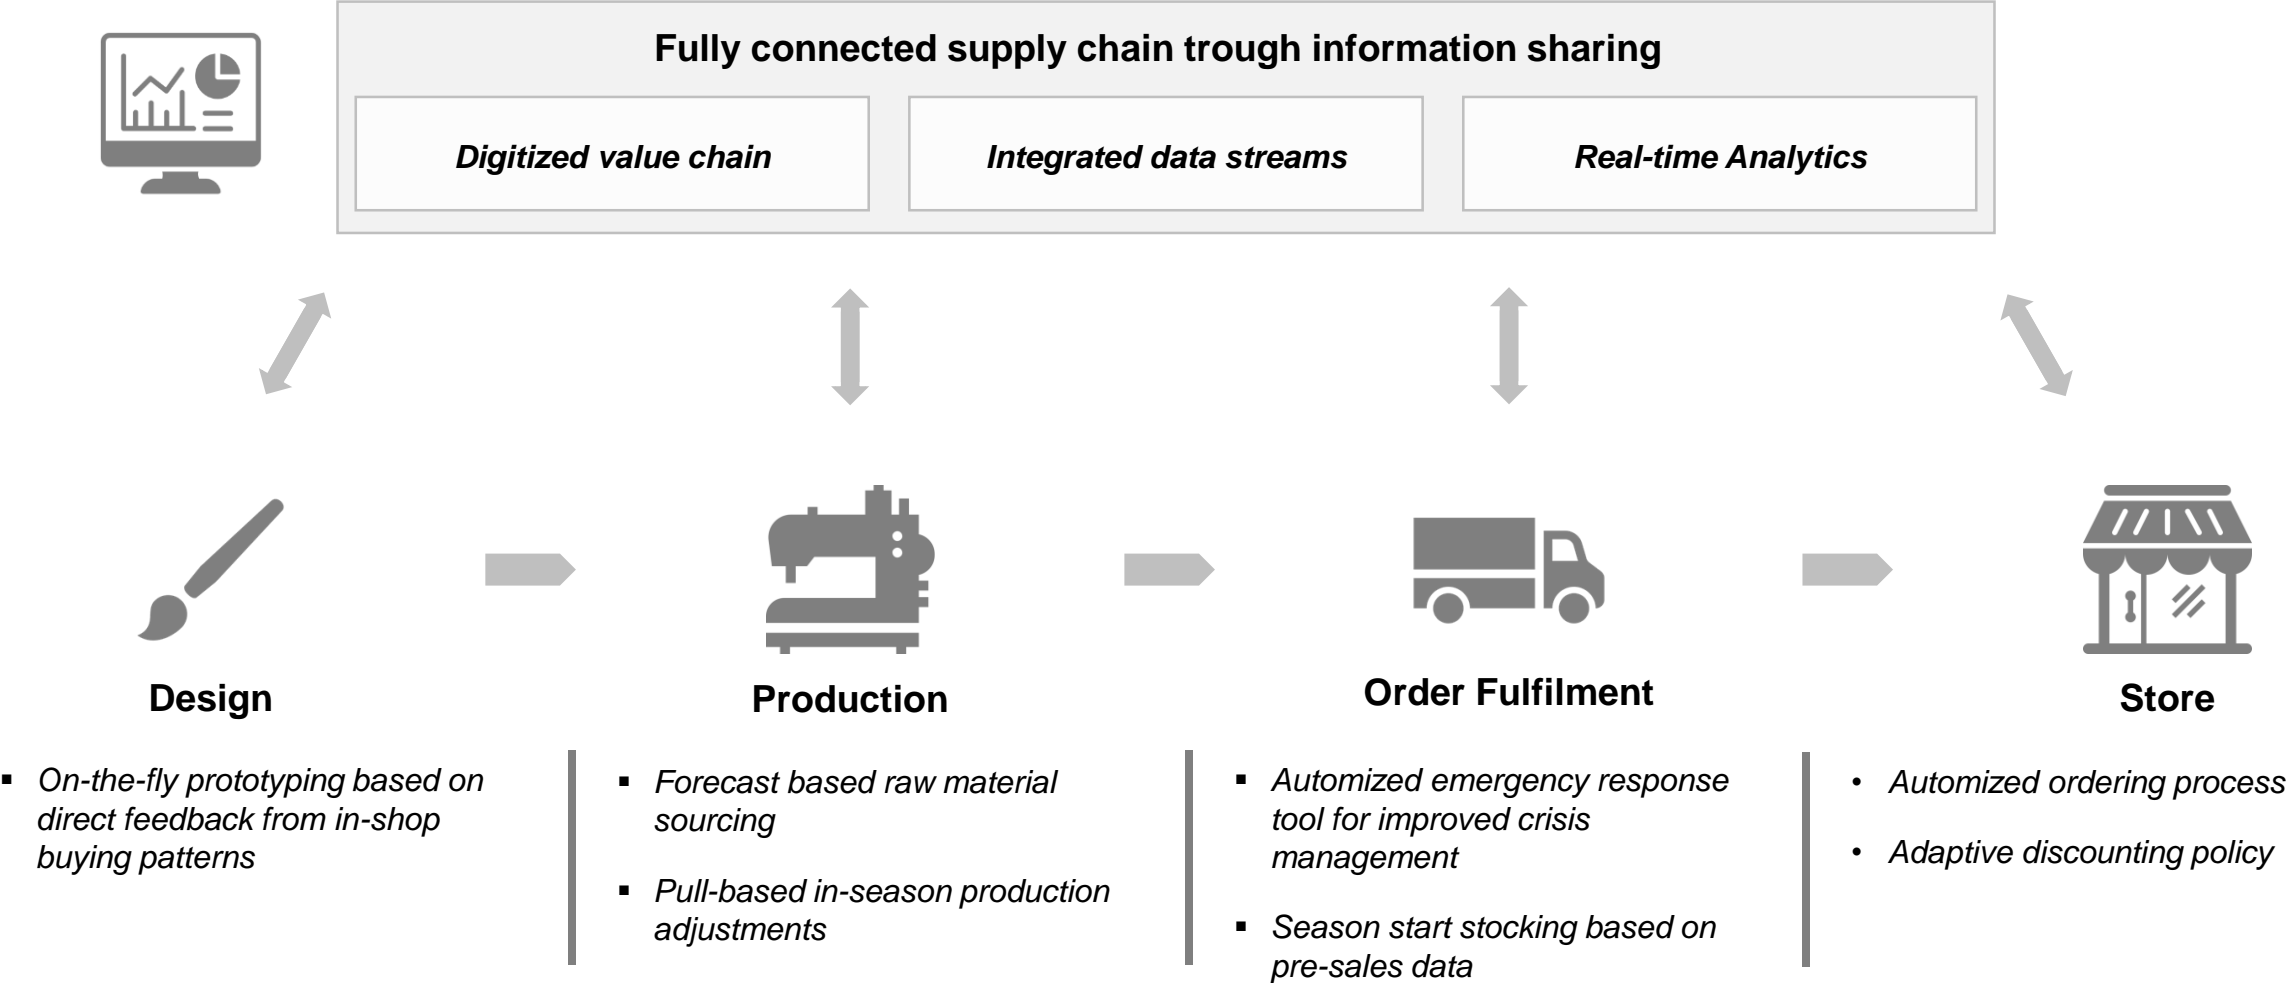 Fully connected supply chain trough information sharing
Digitized value chain
Integrated data streams
Real-time Analytics
Design
Production
Order Fulfilment
Store
▪ On-the-fly prototyping based on
direct feedback from in-shop
buying patterns
▪ Forecast based raw material
sourcing
▪ Pull-based in-season production
adjustments
▪ Automized emergency response
tool for improved crisis
management
▪ Season start stocking based on
pre-sales data
• Automized ordering process
• Adaptive discounting policy